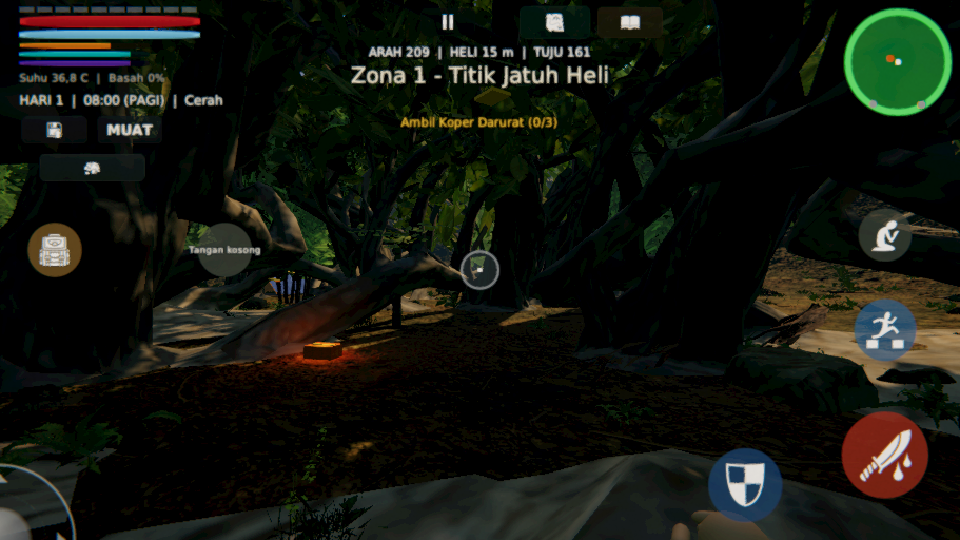 ARAH 209 | HELI 15 m | TUJU 161
Zona 1 - Titik Jatuh Heli
Ambil Koper Darurat (0/3)
Suhu 36,8 C | Basah 0%
HARI 1 | 08:00 (PAGI) | Cerah
MUAT
Tangan kosong